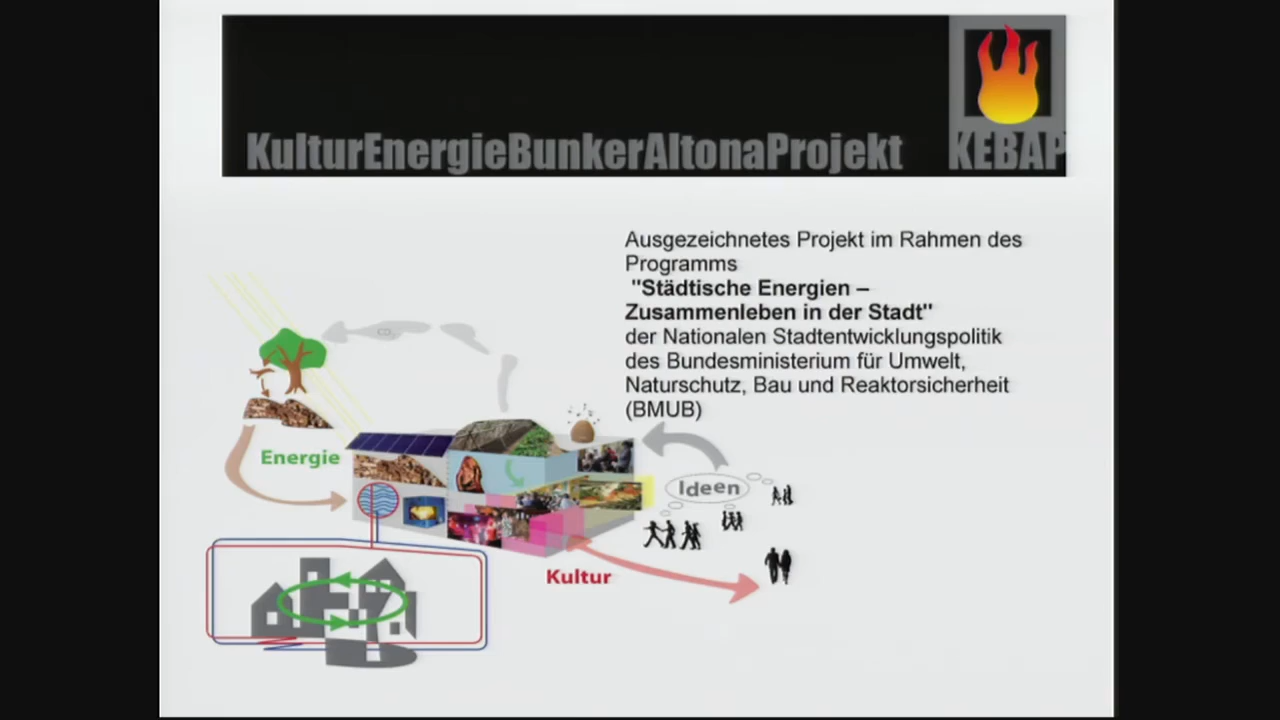 KulturEnergieBunkerAltonaProjekt
KEBAP
Ausgezeichnetes Projekt im Rahmen des
Programms
"Städtische Energien –
Zusammenleben in der Stadt"
der Nationalen Stadtentwicklungspolitik
des Bundesministerium für Umwelt,
Naturschutz, Bau und Reaktorsicherheit
(BMUB)
CO₂
Energie
Ideen
Kultur